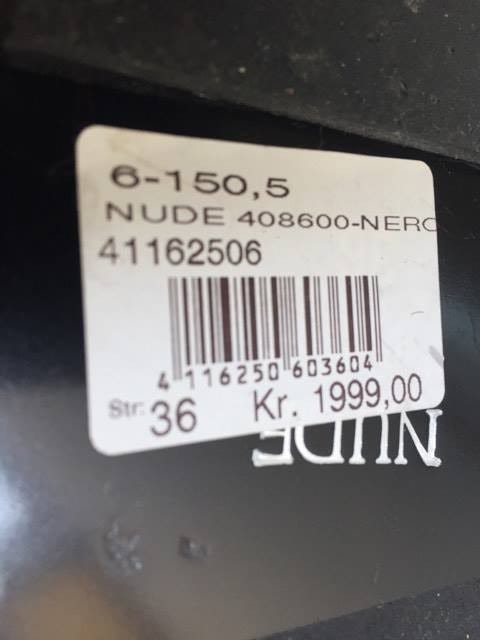 6-150,5
NUDE 408600-NERO
41162506
4 116250 603604
Str: 36 Kr. 1999,00
NUDE